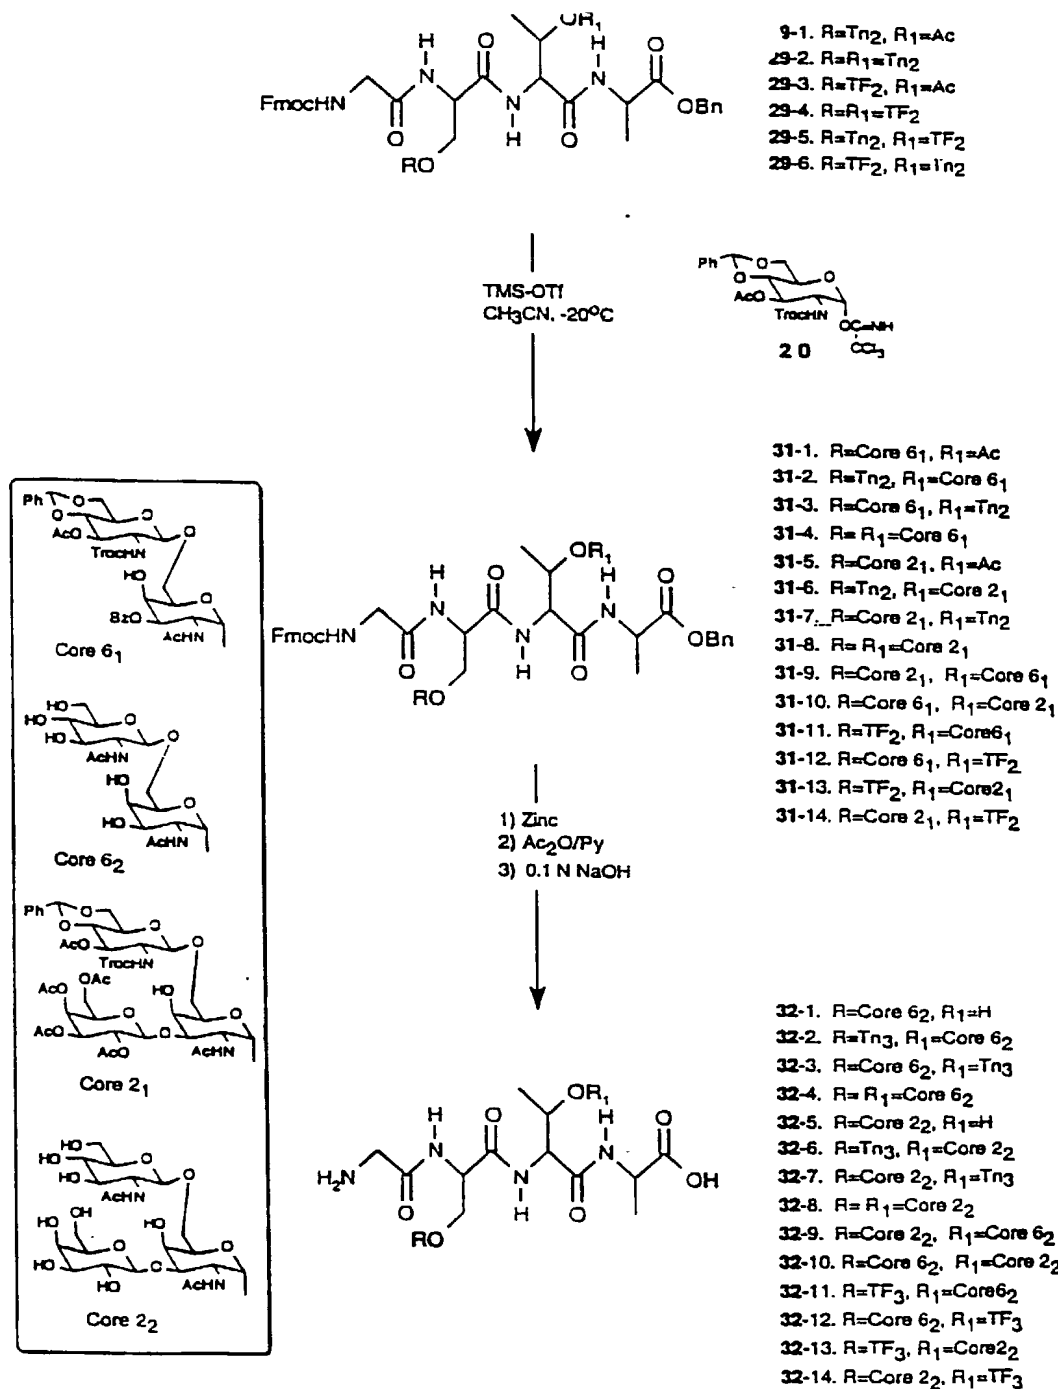 9-1. R=Tn2, R1=Ac
29-2. R=R1=Tn2
29-3. R=TF2, R1=Ac
29-4. R=R1=TF2
29-5. R=Tn2, R1=TF2
29-6. R=TF2, R1=Tn2
OR1
H
O
H
O
N
N
FmocHN
N
OBn
O
H
O
RO
TMS-OTf
CH3CN, -20°C
Ph
O
O
O
AcO
TrocHN
OC=NH
CCl3
20
31-1. R=Core 61, R1=Ac
31-2. R=Tn2, R1=Core 61
31-3. R=Core 61, R1=Tn2
31-4. R= R1=Core 61
31-5. R=Core 21, R1=Ac
31-6. R=Tn2, R1=Core 21
31-7. R=Core 21, R1=Tn2
31-8. R= R1=Core 21
31-9. R=Core 21, R1=Core 61
31-10. R=Core 61, R1=Core 21
31-11. R=TF2, R1=Core61
31-12. R=Core 61, R1=TF2
31-13. R=TF2, R1=Core21
31-14. R=Core 21, R1=TF2
Ph
O
O
O
O
AcO
TrocHN
HO
O
BzO
AcHN
Core 61
HO
HO
O
O
HO
AcHN
HO
O
HO
AcHN
Core 62
Ph
O
O
O
O
AcO
TrocHN
OAc
AcO
HO
O
O
AcO
O
AcO
AcHN
Core 21
HO
HO
O
O
HO
AcHN
OH
HO
HO
O
O
HO
O
HO
AcHN
Core 22
OR1
H
O
H
O
N
N
FmocHN
N
OBn
O
H
O
RO
1) Zinc
2) Ac2O/Py
3) 0.1 N NaOH
OR1
H
O
H
O
N
N
H2N
N
OH
O
H
O
RO
32-1. R=Core 62, R1=H
32-2. R=Tn3, R1=Core 62
32-3. R=Core 62, R1=Tn3
32-4. R= R1=Core 62
32-5. R=Core 22, R1=H
32-6. R=Tn3, R1=Core 22
32-7. R=Core 22, R1=Tn3
32-8. R= R1=Core 22
32-9. R=Core 22, R1=Core 62
32-10. R=Core 62, R1=Core 22
32-11. R=TF3, R1=Core62
32-12. R=Core 62, R1=TF3
32-13. R=TF3, R1=Core22
32-14. R=Core 22, R1=TF3